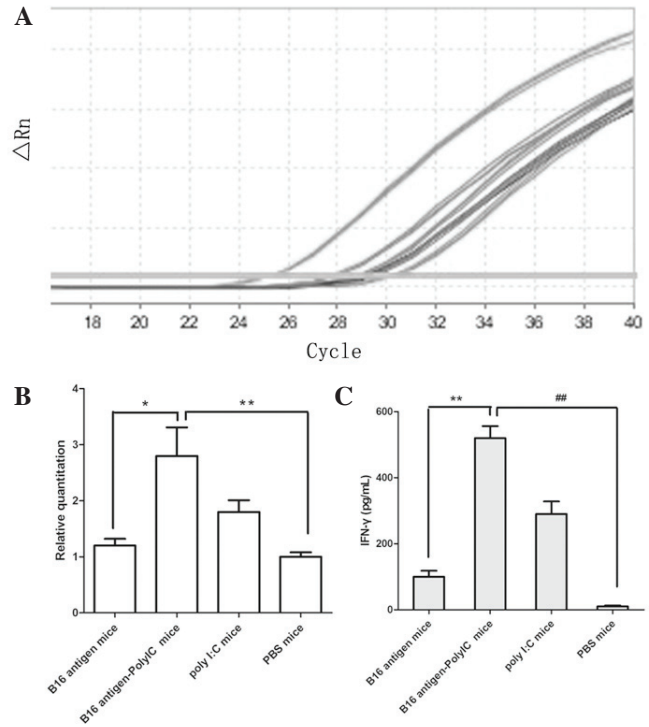 A
△Rn
18 20 22 24 26 28 30 32 34 36 38 40
Cycle
B
Relative quantitation
4
3
2
1
0
*
**
B16 antigen mice
B16 antigen-PolyIC mice
poly I:C mice
PBS mice
C
IFN-γ (pg/mL)
600
400
200
0
**
##
B16 antigen mice
B16 antigen-PolyIC mice
poly I:C mice
PBS mice